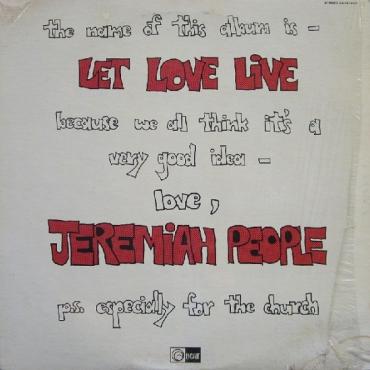 the name of this album is -
LET LOVE LIVE
because we all think it's a
very good idea -
love,
JEREMIAH PEOPLE
p.s. especially for the church